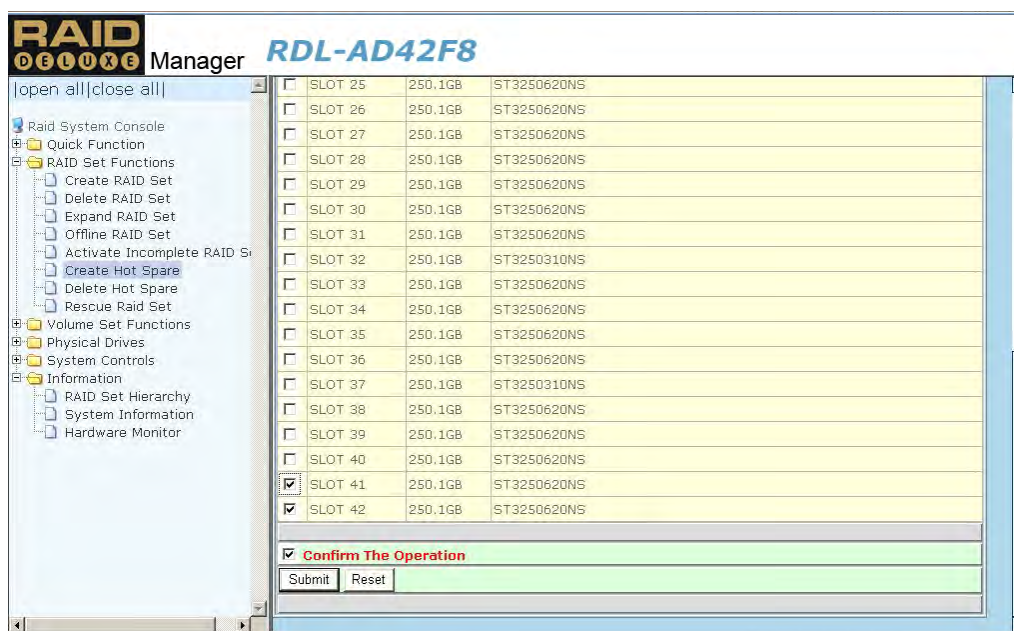 RAID
DELUXE Manager RDL-AD42F8
|open all|close all|
Raid System Console
Quick Function
RAID Set Functions
Create RAID Set
Delete RAID Set
Expand RAID Set
Offline RAID Set
Activate Incomplete RAID S
Create Hot Spare
Delete Hot Spare
Rescue Raid Set
Volume Set Functions
Physical Drives
System Controls
Information
RAID Set Hierarchy
System Information
Hardware Monitor
SLOT 25 250.1GB ST3250620NS
SLOT 26 250.1GB ST3250620NS
SLOT 27 250.1GB ST3250620NS
SLOT 28 250.1GB ST3250620NS
SLOT 29 250.1GB ST3250620NS
SLOT 30 250.1GB ST3250620NS
SLOT 31 250.1GB ST3250620NS
SLOT 32 250.1GB ST3250310NS
SLOT 33 250.1GB ST3250620NS
SLOT 34 250.1GB ST3250620NS
SLOT 35 250.1GB ST3250620NS
SLOT 36 250.1GB ST3250620NS
SLOT 37 250.1GB ST3250310NS
SLOT 38 250.1GB ST3250620NS
SLOT 39 250.1GB ST3250620NS
SLOT 40 250.1GB ST3250620NS
SLOT 41 250.1GB ST3250620NS
SLOT 42 250.1GB ST3250620NS
Confirm The Operation
Submit Reset